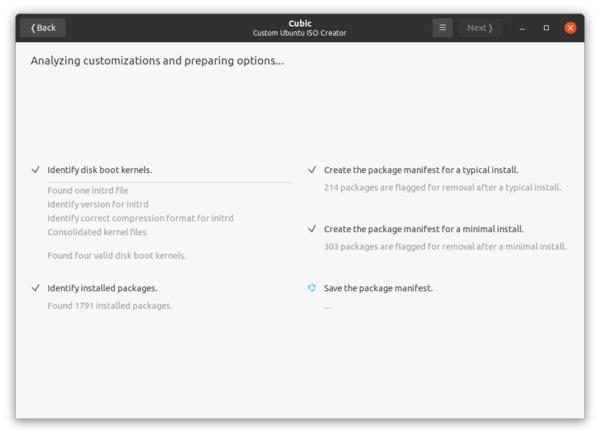 ❬Back
Cubic
Custom Ubuntu ISO Creator
Next ❭
Analyzing customizations and preparing options...
Identify disk boot kernels.
Found one initrd file
Identify version for initrd
Identify correct compression format for initrd
Consolidated kernel files
Found four valid disk boot kernels.
Identify installed packages.
Found 1791 installed packages.
Create the package manifest for a typical install.
214 packages are flagged for removal after a typical install.
Create the package manifest for a minimal install.
303 packages are flagged for removal after a minimal install.
Save the package manifest.
...